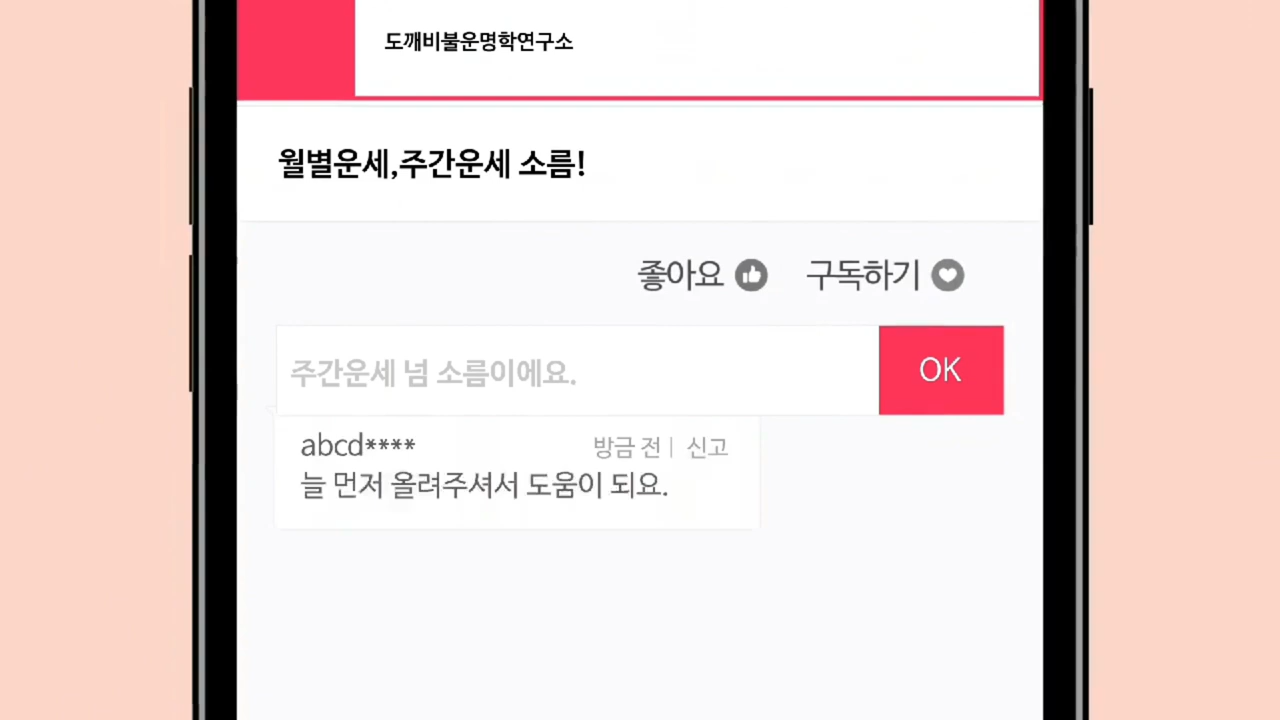 도깨비불운명학연구소
월별운세,주간운세 소름!
좋아요 구독하기
주간운세 넘 소름이에요.
OK
abcd**** 방금 전 | 신고
늘 먼저 올려주셔서 도움이 되요.